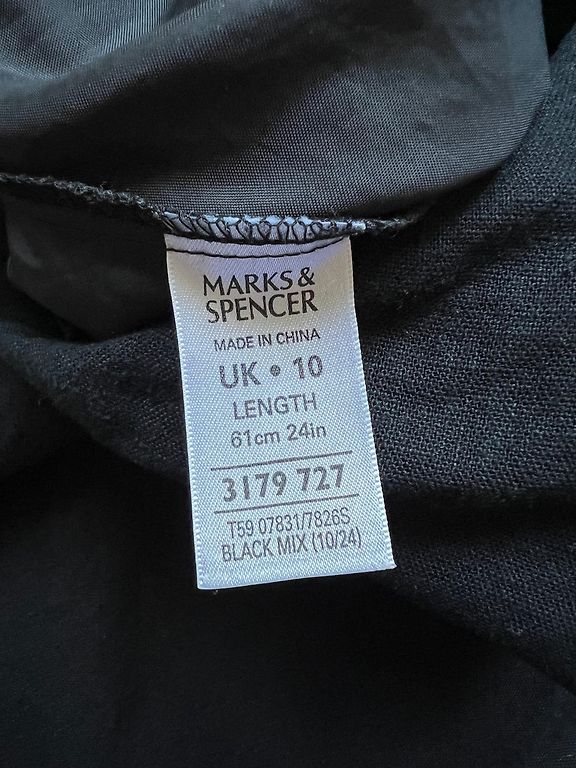 MARKS &
SPENCER
MADE IN CHINA
UK • 10
LENGTH
61cm 24in
3179 727
T59 07831/7826S
BLACK MIX (10/24)